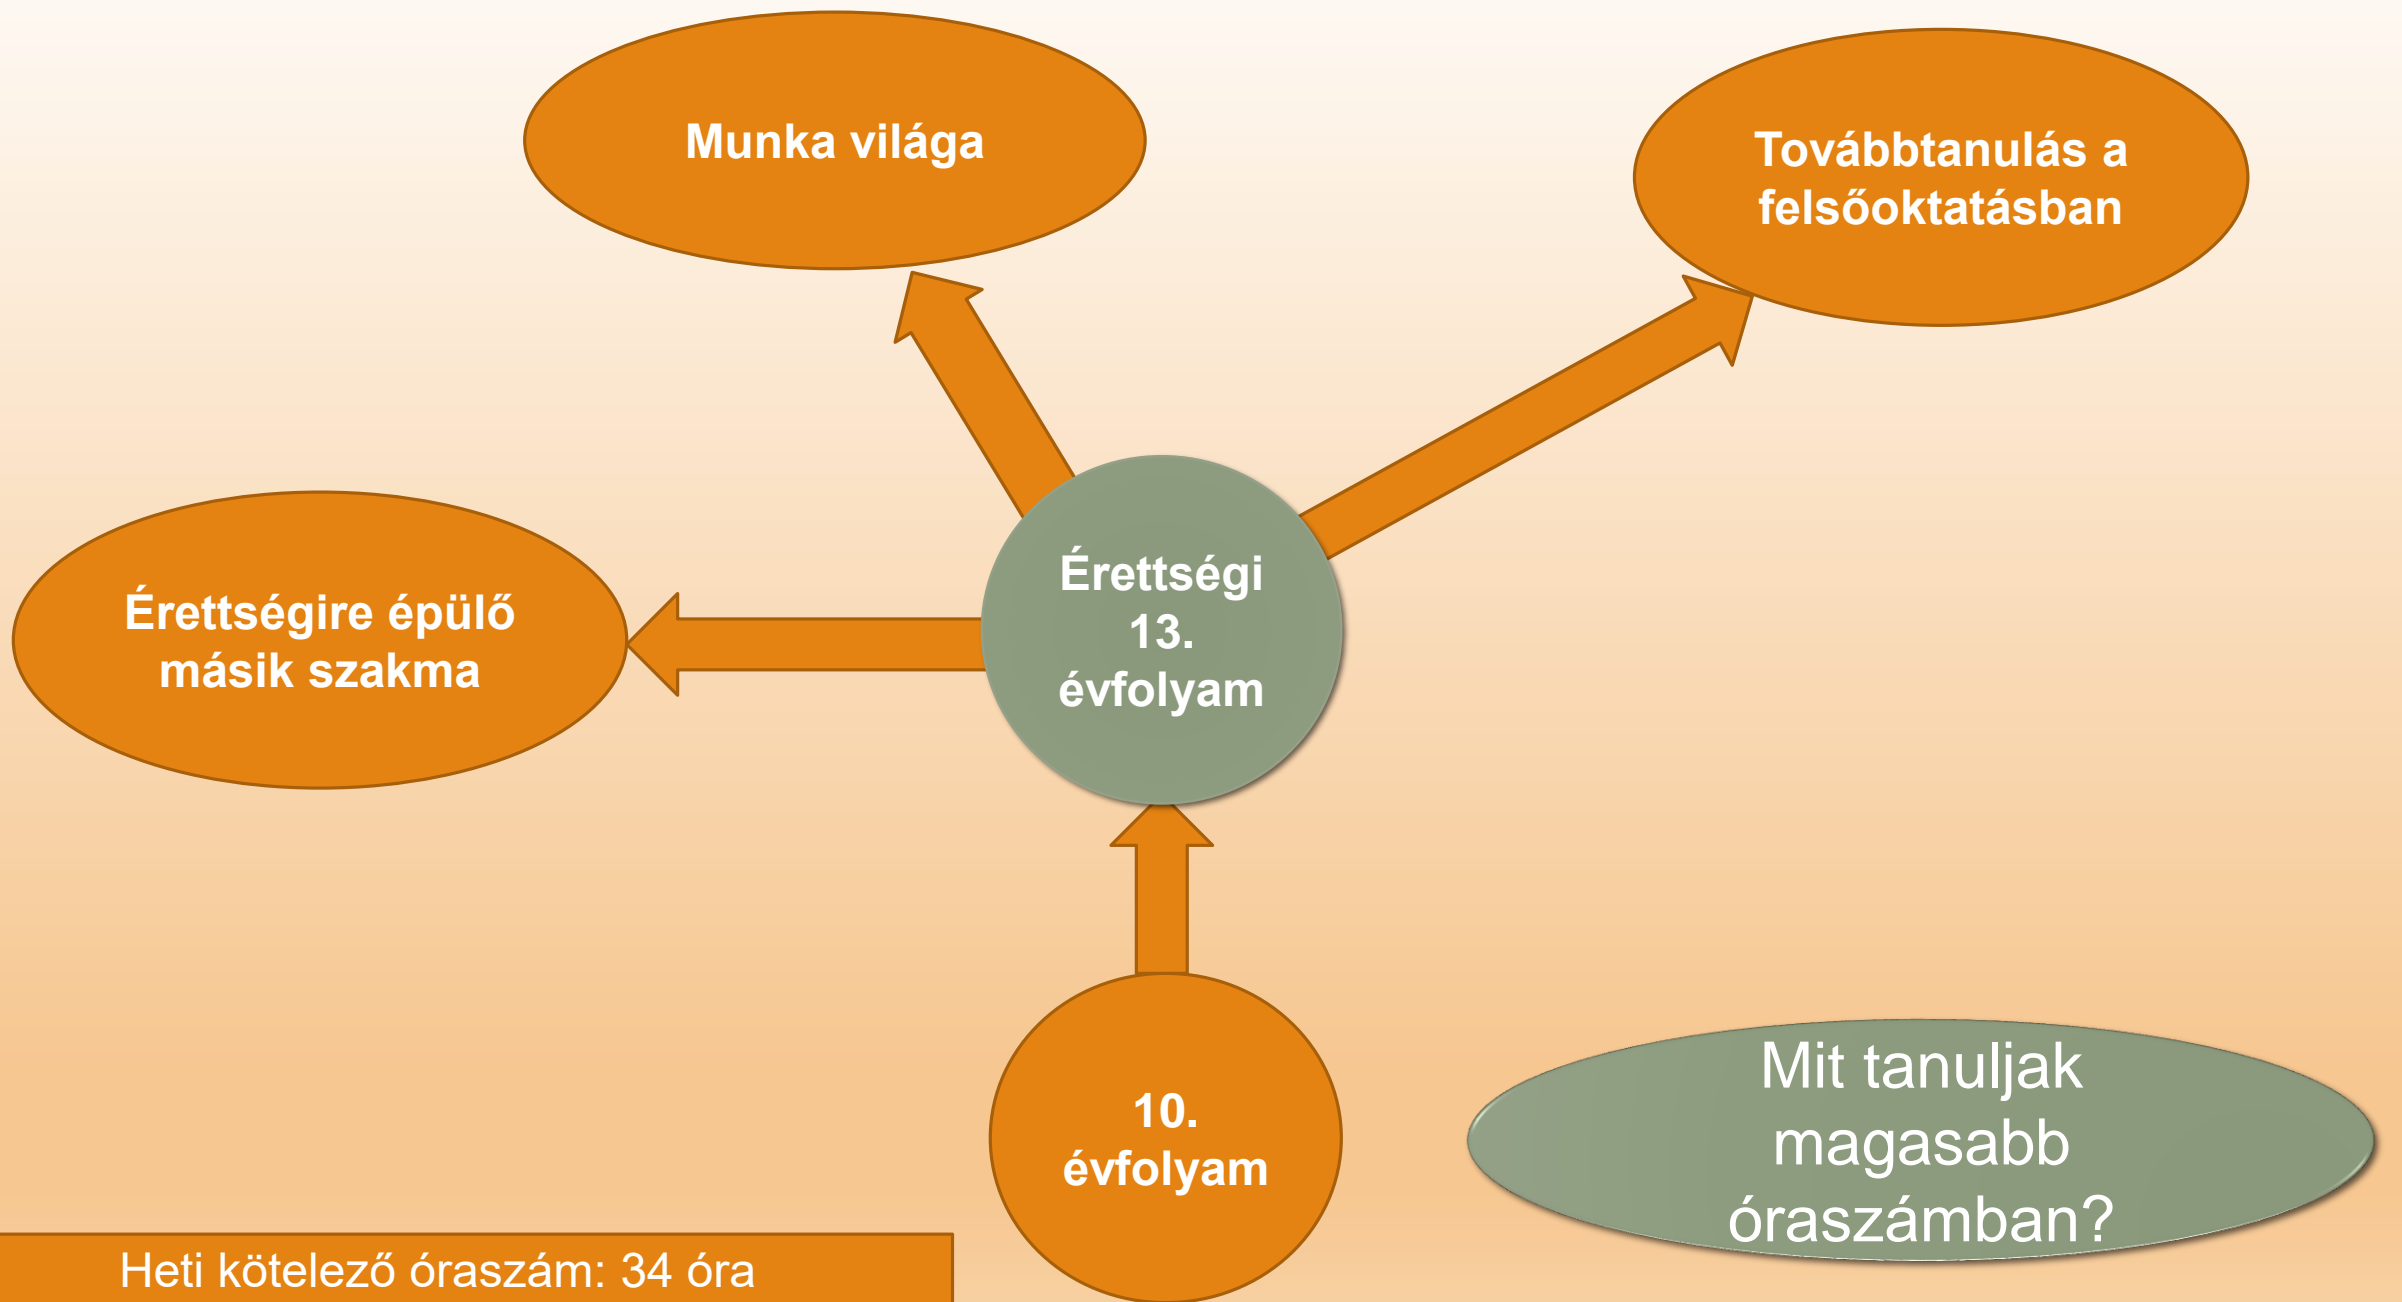 Munka világa
Továbbtanulás a
felsőoktatásban
Érettségire épülő
másik szakma
Érettségi
13.
évfolyam
10.
évfolyam
Mit tanuljak
magasabb
óraszámban?
Heti kötelező óraszám: 34 óra